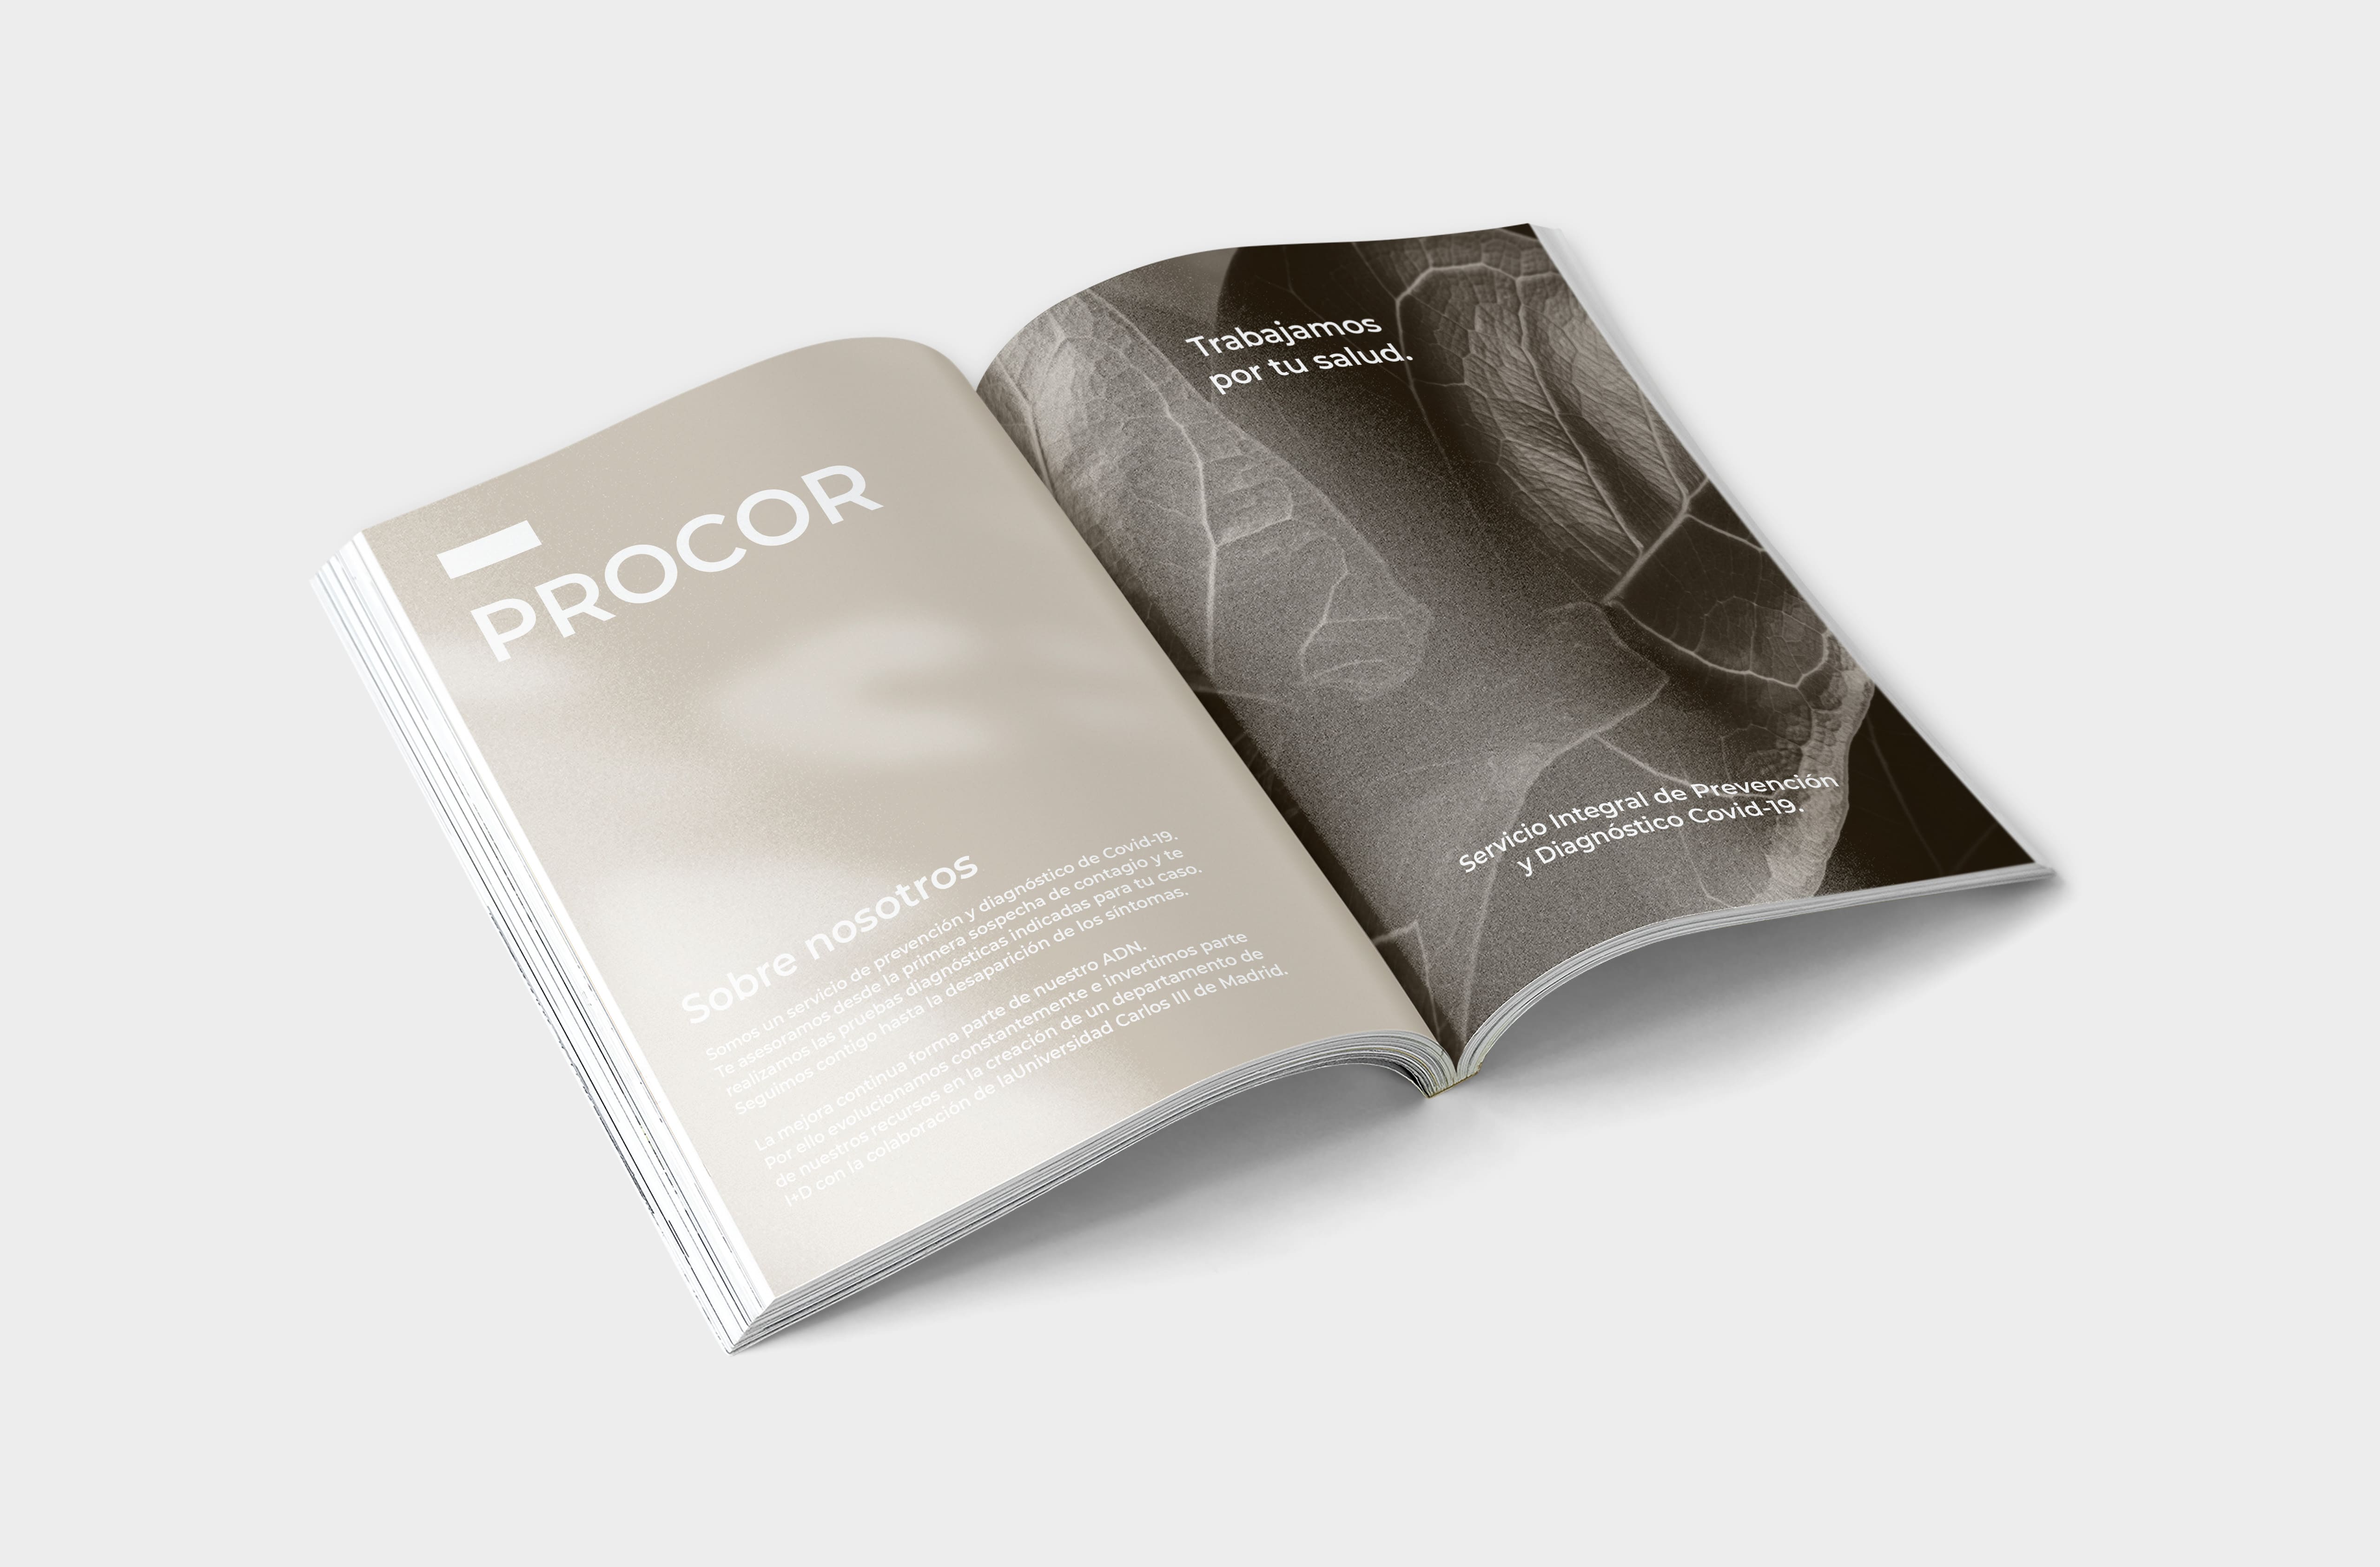 PROCOR
Sobre nosotros
Somos un servicio de prevención y diagnóstico de Covid-19.
Te asesoramos desde la primera sospecha de contagio y te
realizamos las pruebas diagnósticas indicadas para tu caso.
Seguimos contigo hasta la desaparición de los síntomas.
La mejora continua forma parte de nuestro ADN.
Por ello evolucionamos constantemente e invertimos parte
de nuestros recursos en la creación de un departamento de
I+D con la colaboración de laUniversidad Carlos III de Madrid.
Trabajamos
por tu salud.
Servicio Integral de Prevención
y Diagnóstico Covid-19.